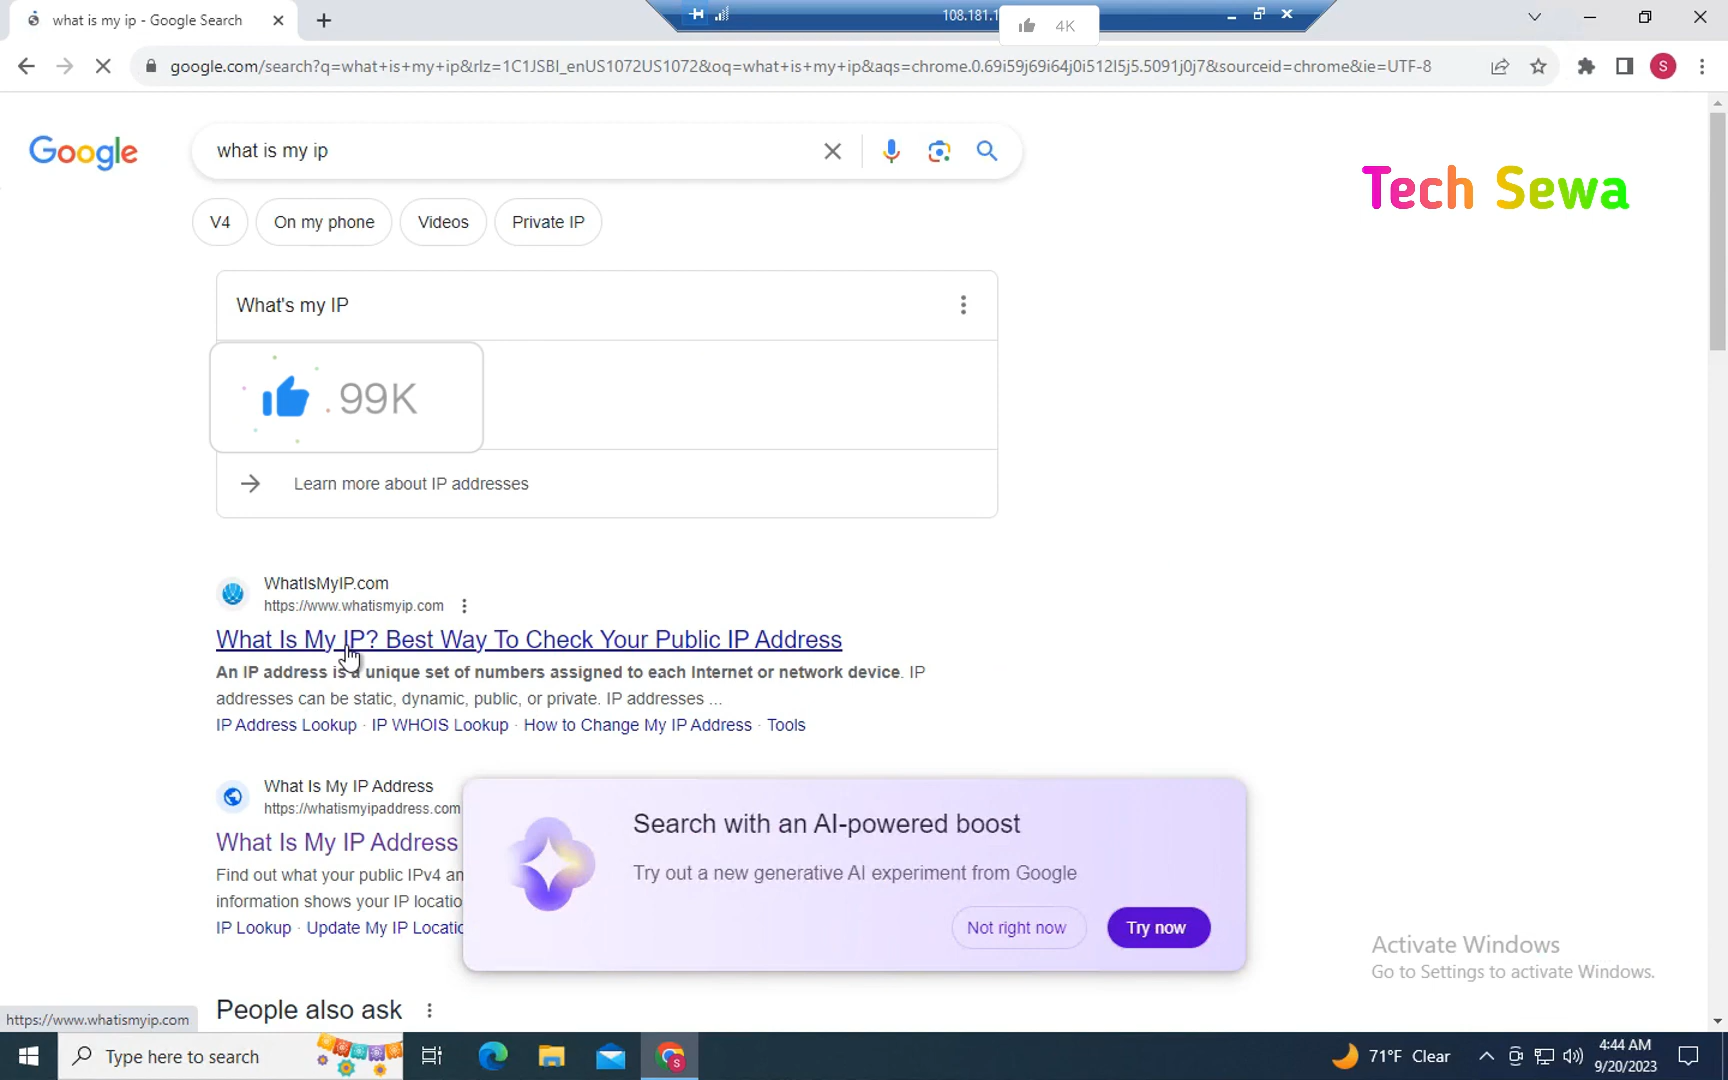 what is my ip - Google Search
108.181.1
4K
google.com/search?q=what+is+my+ip&rlz=1C1JSBI_enUS1072US1072&oq=what+is+my+ip&aqs=chrome.0.69i59j69i64j0i512l5j5.5091j0j7&sourceid=chrome&ie=UTF-8
S
Google
what is my ip
Tech Sewa
V4
On my phone
Videos
Private IP
What's my IP
99K
Learn more about IP addresses
WhatIsMyIP.com
https://www.whatismyip.com
What Is My IP? Best Way To Check Your Public IP Address
An IP address is a unique set of numbers assigned to each Internet or network device. IP
addresses can be static, dynamic, public, or private. IP addresses ...
IP Address Lookup · IP WHOIS Lookup · How to Change My IP Address · Tools
What Is My IP Address
https://whatismyipaddress.com
What Is My IP Address
Find out what your public IPv4 an
information shows your IP locatio
IP Lookup · Update My IP Locatio
Search with an AI-powered boost
Try out a new generative AI experiment from Google
Not right now
Try now
Activate Windows
Go to Settings to activate Windows.
People also ask
https://www.whatismyip.com
Type here to search
S
71°F Clear
4:44 AM
9/20/2023